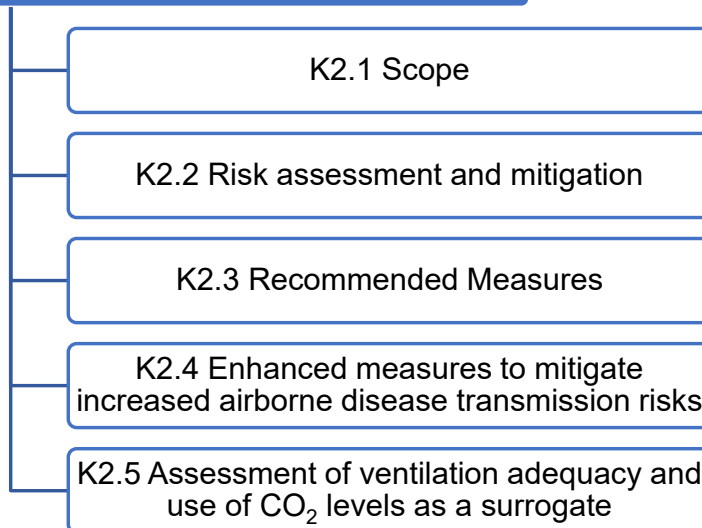 K2.1 Scope
K2.2 Risk assessment and mitigation
K2.3 Recommended Measures
K2.4 Enhanced measures to mitigate
increased airborne disease transmission risks
K2.5 Assessment of ventilation adequacy and
use of CO₂ levels as a surrogate